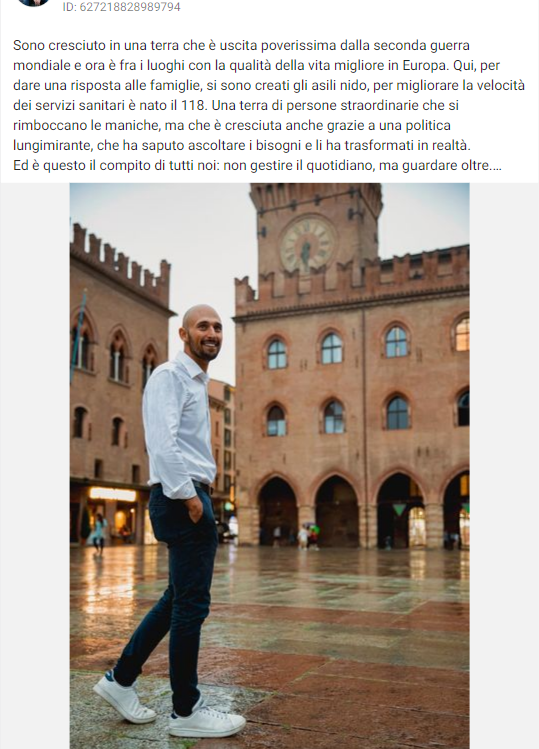 ID: 627218828989794
Sono cresciuto in una terra che è uscita poverissima dalla seconda guerra
mondiale e ora è fra i luoghi con la qualità della vita migliore in Europa. Qui, per
dare una risposta alle famiglie, si sono creati gli asili nido, per migliorare la velocità
dei servizi sanitari è nato il 118. Una terra di persone straordinarie che si
rimboccano le maniche, ma che è cresciuta anche grazie a una politica
lungimirante, che ha saputo ascoltare i bisogni e li ha trasformati in realtà.
Ed è questo il compito di tutti noi: non gestire il quotidiano, ma guardare oltre....